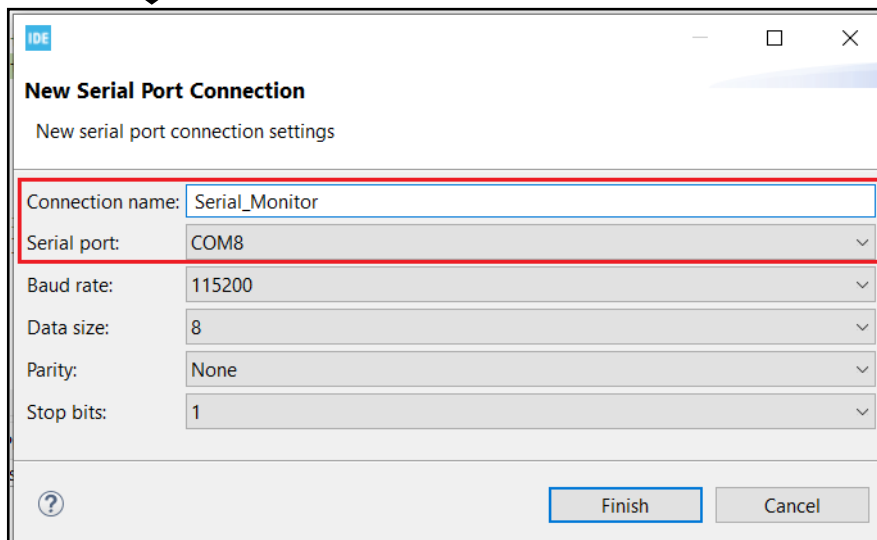 IDE
New Serial Port Connection
New serial port connection settings
Connection name: Serial_Monitor
Serial port: COM8
Baud rate: 115200
Data size: 8
Parity: None
Stop bits: 1
? Finish Cancel